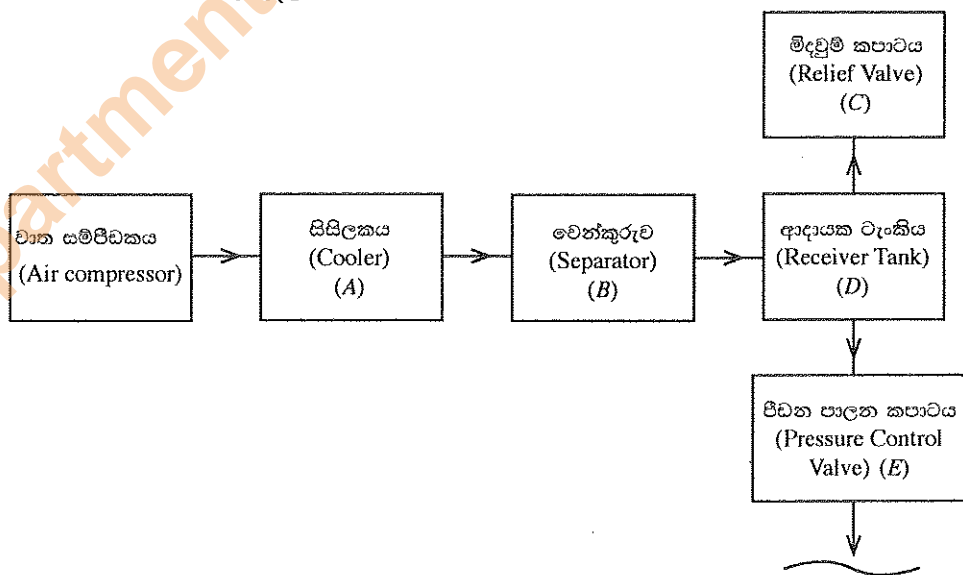 මිදවුම් කපාටය
(Relief Valve)
(C)
වාත සම්පීඩකය
(Air compressor)
සිසිලකය
(Cooler)
(A)
වෙන්කුරුව
(Separator)
(B)
ආදායක ටැංකිය
(Receiver Tank)
(D)
පීඩන පාලන කපාටය
(Pressure Control
Valve) (E)
partment